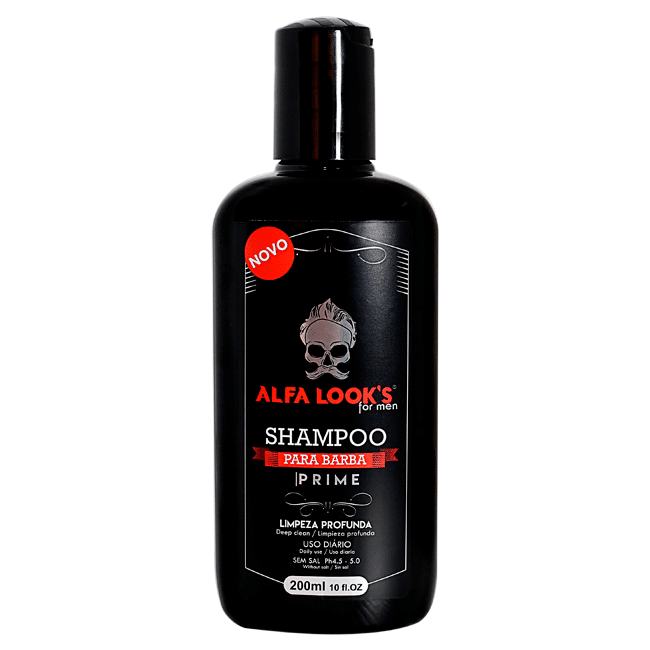 NOVO
ALFA LOOK'S
for men
SHAMPOO
PARA BARBA
PRIME
LIMPEZA PROFUNDA
Deep clean / Limpieza profunda
USO DIÁRIO
Daily use / Uso diario
SEM SAL Ph4.5 - 5.0
Without salt / Sin sal
200ml 10 fl.OZ